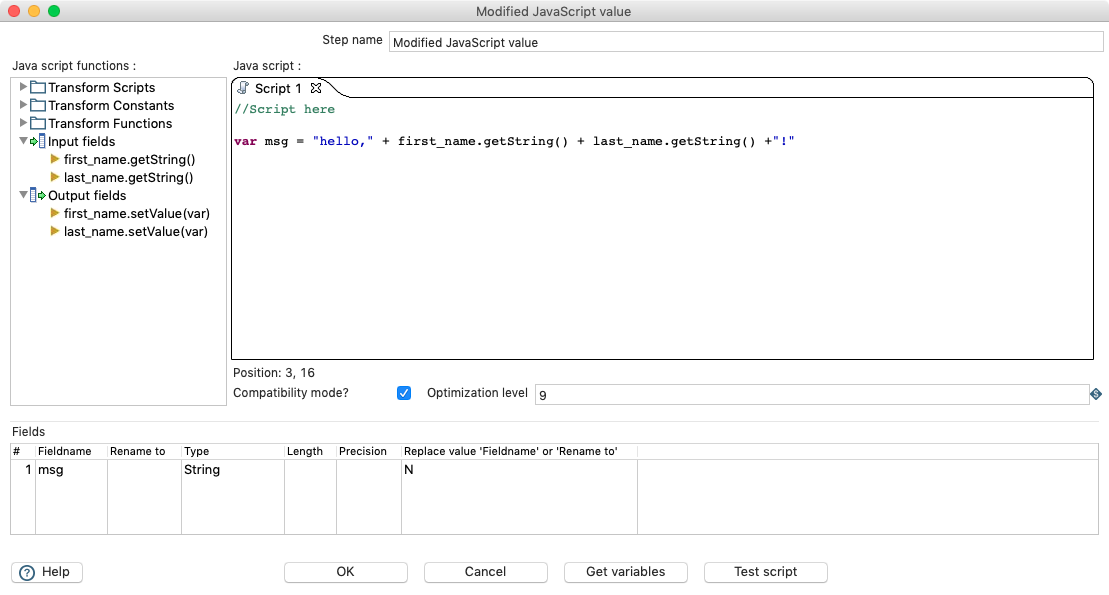 Modified JavaScript value
Step name Modified JavaScript value
Java script functions :
Transform Scripts
Transform Constants
Transform Functions
Input fields
first_name.getString()
last_name.getString()
Output fields
first_name.setValue(var)
last_name.setValue(var)
Java script :
Script 1
//Script here
var msg = "hello," + first_name.getString() + last_name.getString() +"!"
Position: 3, 16
Compatibility mode? Optimization level 9
Fields
# Fieldname Rename to Type Length Precision Replace value 'Fieldname' or 'Rename to'
1 msg String N
Help OK Cancel Get variables Test script